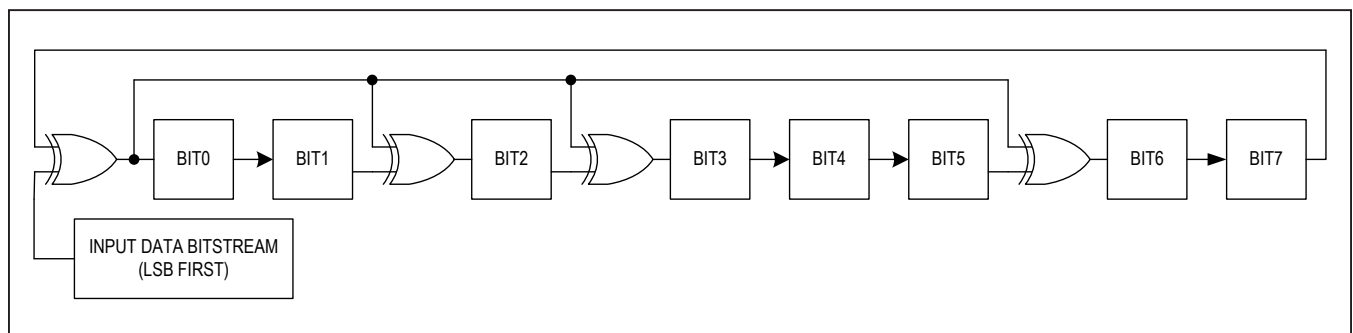 BIT0
BIT1
BIT2
BIT3
BIT4
BIT5
BIT6
BIT7
INPUT DATA BITSTREAM
(LSB FIRST)